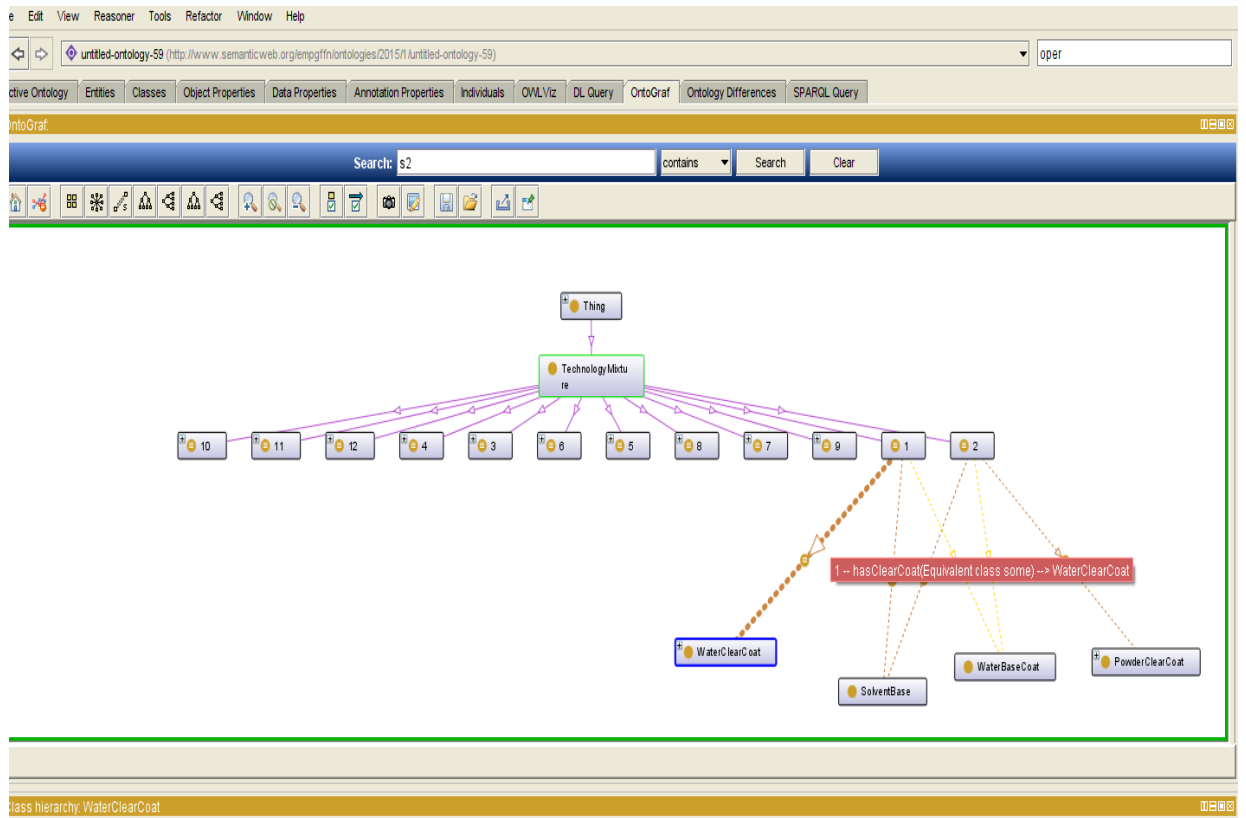 e Edit View Reasoner Tools Refactor Window Help
untitled-ontology-59 (http://www.semanticweb.org/empgffn/ontologies/2015/1/untitled-ontology-59) oper
ctive Ontology Entities Classes Object Properties Data Properties Annotation Properties Individuals OWLViz DL Query OntoGraf Ontology Differences SPARQL Query
OntoGraf:
Search: s2 contains Search Clear
Thing
TechnologyMixtu
re
10 11 12 4 3 6 5 8 7 9 1 2
1 -- hasClearCoat(Equivalent class some) --> WaterClearCoat
WaterClearCoat WaterBaseCoat PowderClearCoat
SolventBase
Class hierarchy: WaterClearCoat